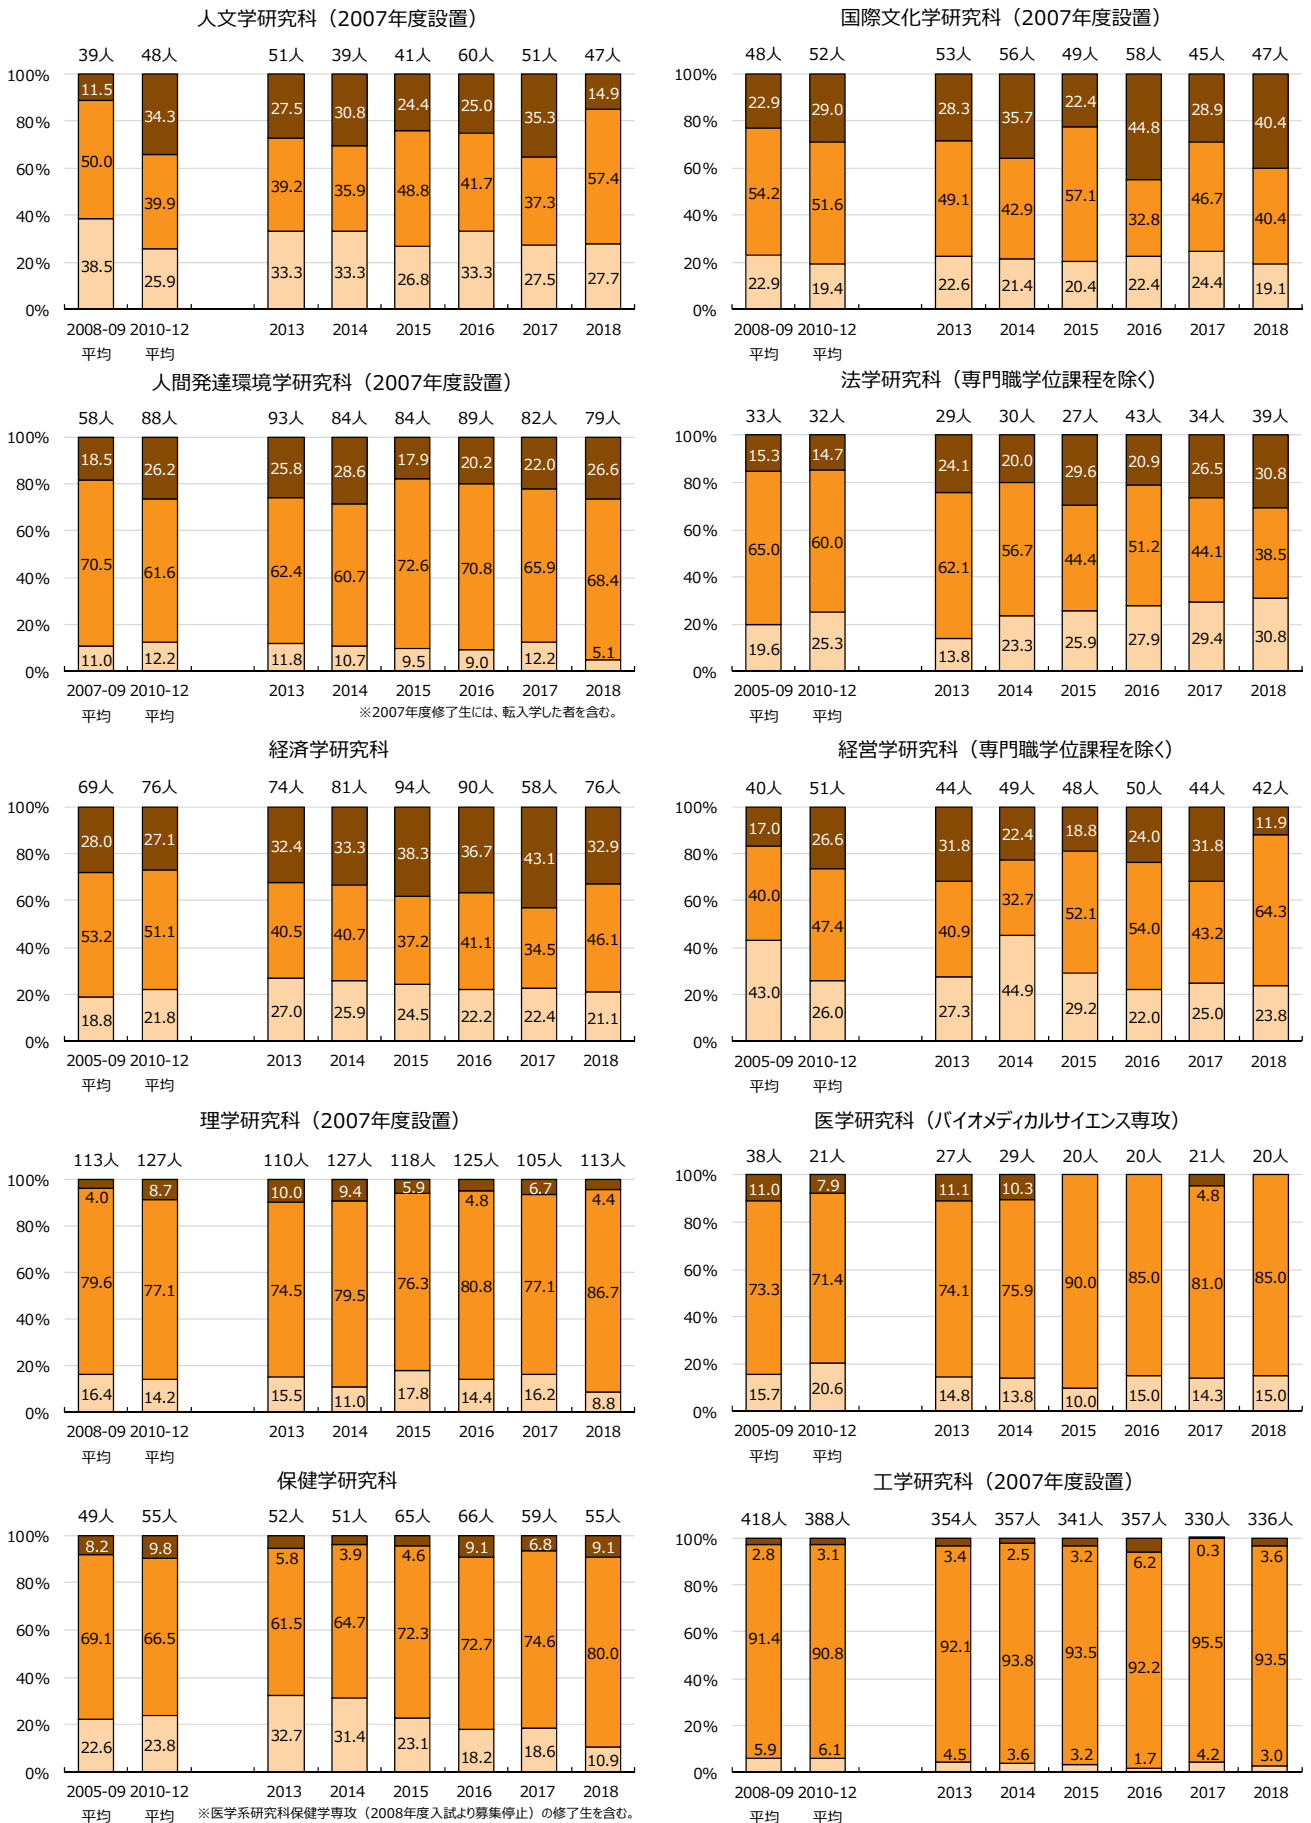 人文学研究科（2007年度設置）
39人 48人 51人 39人 41人 60人 51人 47人
100%
80%
60%
40%
20%
0%
11.5 34.3 27.5 30.8 24.4 25.0 35.3 14.9
50.0 39.9 39.2 35.9 48.8 41.7 37.3 57.4
38.5 25.9 33.3 33.3 26.8 33.3 27.5 27.7
2008-09 2010-12 2013 2014 2015 2016 2017 2018
平均 平均
国際文化学研究科（2007年度設置）
48人 52人 53人 56人 49人 58人 45人 47人
100%
80%
60%
40%
20%
0%
22.9 29.0 28.3 35.7 22.4 44.8 28.9 40.4
54.2 51.6 49.1 42.9 57.1 32.8 46.7 40.4
22.9 19.4 22.6 21.4 20.4 22.4 24.4 19.1
2008-09 2010-12 2013 2014 2015 2016 2017 2018
平均 平均
人間発達環境学研究科（2007年度設置）
58人 88人 93人 84人 84人 89人 82人 79人
100%
80%
60%
40%
20%
0%
18.5 26.2 25.8 28.6 17.9 20.2 22.0 26.6
70.5 61.6 62.4 60.7 72.6 70.8 65.9 68.4
11.0 12.2 11.8 10.7 9.5 9.0 12.2 5.1
2007-09 2010-12 2013 2014 2015 2016 2017 2018
平均 平均
※2007年度修了生には、転入学した者を含む。
法学研究科（専門職学位課程を除く）
33人 32人 29人 30人 27人 43人 34人 39人
100%
80%
60%
40%
20%
0%
15.3 14.7 24.1 20.0 29.6 20.9 26.5 30.8
65.0 60.0 62.1 56.7 44.4 51.2 44.1 38.5
19.6 25.3 13.8 23.3 25.9 27.9 29.4 30.8
2005-09 2010-12 2013 2014 2015 2016 2017 2018
平均 平均
経済学研究科
69人 76人 74人 81人 94人 90人 58人 76人
100%
80%
60%
40%
20%
0%
28.0 27.1 32.4 33.3 38.3 36.7 43.1 32.9
53.2 51.1 40.5 40.7 37.2 41.1 34.5 46.1
18.8 21.8 27.0 25.9 24.5 22.2 22.4 21.1
2005-09 2010-12 2013 2014 2015 2016 2017 2018
平均 平均
経営学研究科（専門職学位課程を除く）
40人 51人 44人 49人 48人 50人 44人 42人
100%
80%
60%
40%
20%
0%
17.0 26.6 31.8 22.4 18.8 24.0 31.8 11.9
40.0 47.4 40.9 32.7 52.1 54.0 43.2 64.3
43.0 26.0 27.3 44.9 29.2 22.0 25.0 23.8
2005-09 2010-12 2013 2014 2015 2016 2017 2018
平均 平均
理学研究科（2007年度設置）
113人 127人 110人 127人 118人 125人 105人 113人
100%
80%
60%
40%
20%
0%
4.0 8.7 10.0 9.4 5.9 4.8 6.7 4.4
79.6 77.1 74.5 79.5 76.3 80.8 77.1 86.7
16.4 14.2 15.5 11.0 17.8 14.4 16.2 8.8
2008-09 2010-12 2013 2014 2015 2016 2017 2018
平均 平均
医学研究科（バイオメディカルサイエンス専攻）
38人 21人 27人 29人 20人 20人 21人 20人
100%
80%
60%
40%
20%
0%
11.0 7.9 11.1 10.3 4.8
73.3 71.4 74.1 75.9 90.0 85.0 81.0 85.0
15.7 20.6 14.8 13.8 10.0 15.0 14.3 15.0
2005-09 2010-12 2013 2014 2015 2016 2017 2018
平均 平均
保健学研究科
49人 55人 52人 51人 65人 66人 59人 55人
100%
80%
60%
40%
20%
0%
8.2 9.8 5.8 3.9 4.6 9.1 6.8 9.1
69.1 66.5 61.5 64.7 72.3 72.7 74.6 80.0
22.6 23.8 32.7 31.4 23.1 18.2 18.6 10.9
2005-09 2010-12 2013 2014 2015 2016 2017 2018
平均 平均
※医学系研究科保健学専攻（2008年度入試より募集停止）の修了生を含む。
工学研究科（2007年度設置）
418人 388人 354人 357人 341人 357人 330人 336人
100%
80%
60%
40%
20%
0%
2.8 3.1 3.4 2.5 3.2 6.2 0.3 3.6
91.4 90.8 92.1 93.8 93.5 92.2 95.5 93.5
5.9 6.1 4.5 3.6 3.2 1.7 4.2 3.0
2008-09 2010-12 2013 2014 2015 2016 2017 2018
平均 平均